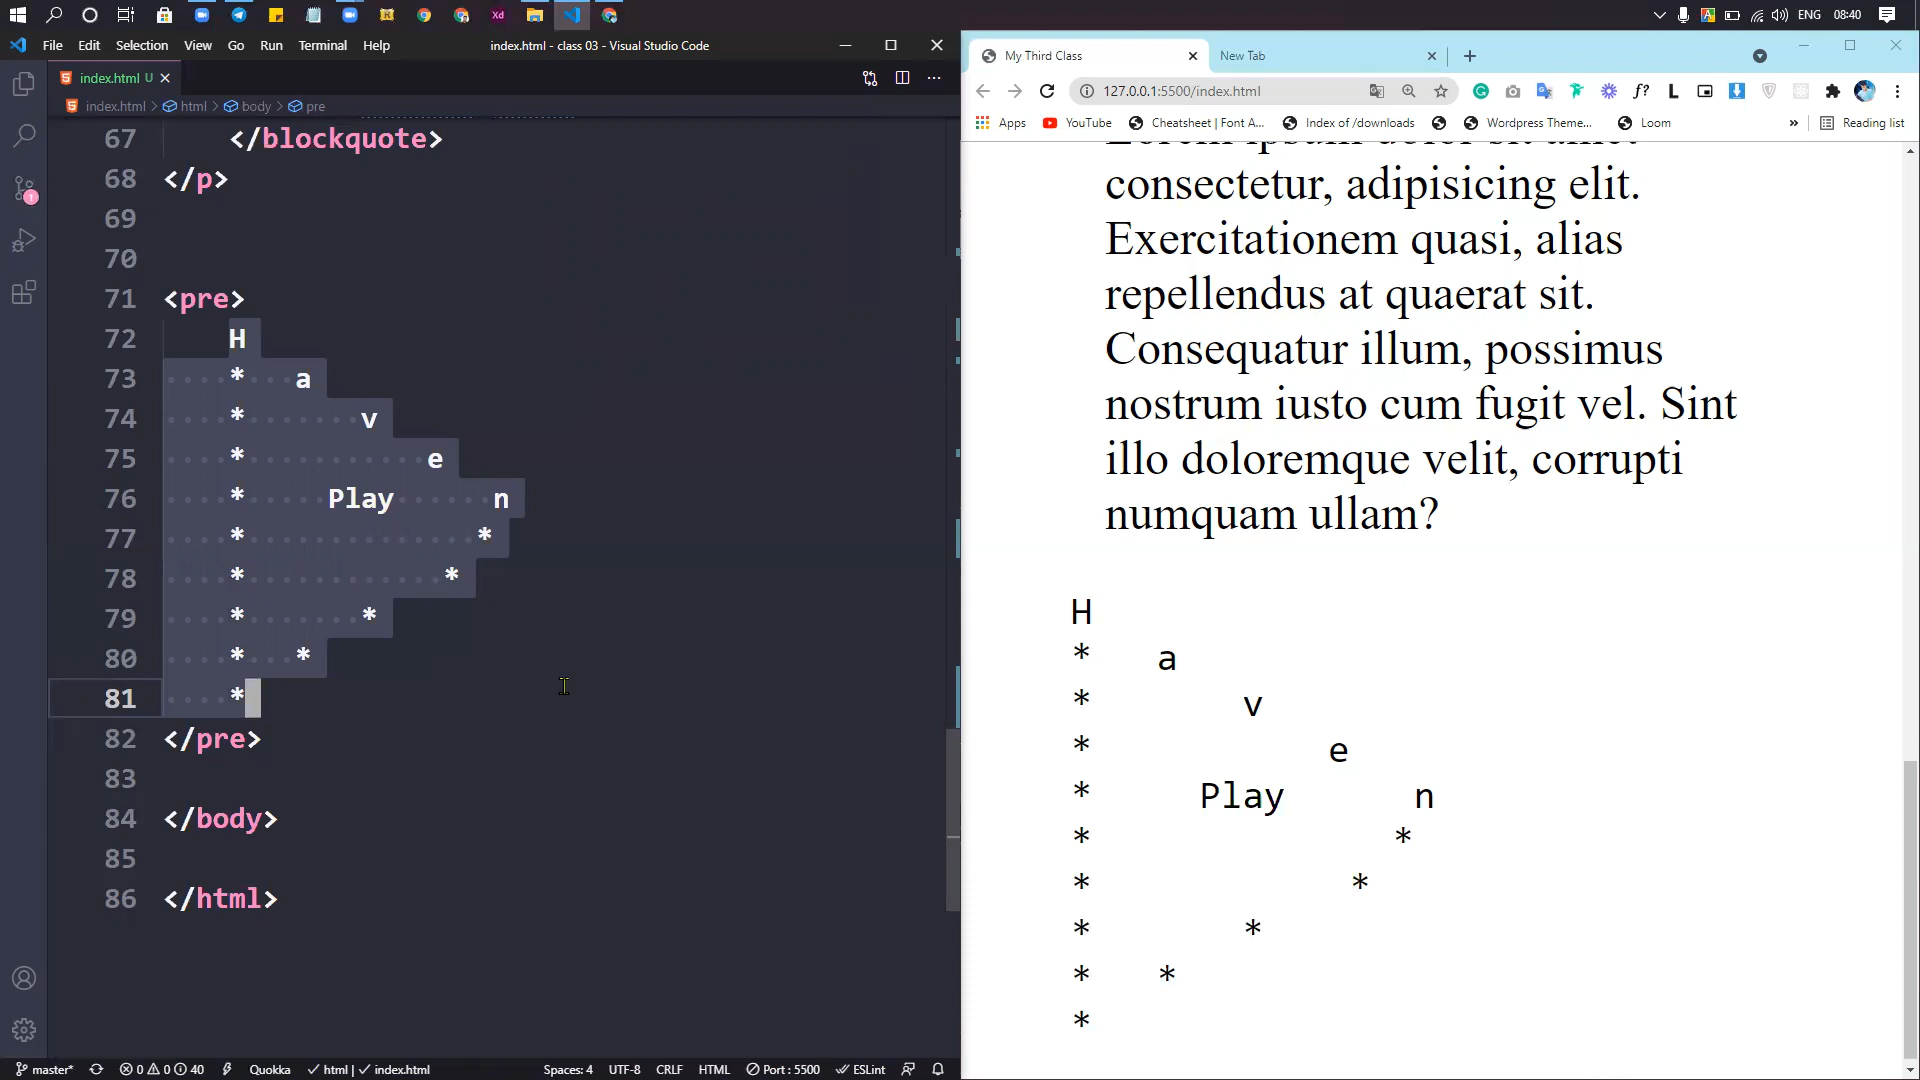 ENG 08:40
File Edit Selection View Go Run Terminal Help index.html - class 03 - Visual Studio Code
index.html U
index.html > html > body > pre
67 </blockquote>
68 </p>
69
70
71 <pre>
72 H
73 * a
74 * v
75 * e
76 * Play n
77 * *
78 * *
79 * *
80 * *
81 *
82 </pre>
83
84 </body>
85
86 </html>
master* 0 0 40 Quokka html | index.html Spaces: 4 UTF-8 CRLF HTML Port : 5500 ESLint
My Third Class New Tab
127.0.0.1:5500/index.html
Apps YouTube Cheatsheet | Font A... Index of /downloads Wordpress Theme... Loom » Reading list
consectetur, adipisicing elit.
Exercitationem quasi, alias
repellendus at quaerat sit.
Consequatur illum, possimus
nostrum iusto cum fugit vel. Sint
illo doloremque velit, corrupti
numquam ullam?
H
* a
* v
* e
* Play n
* *
* *
* *
* *
*